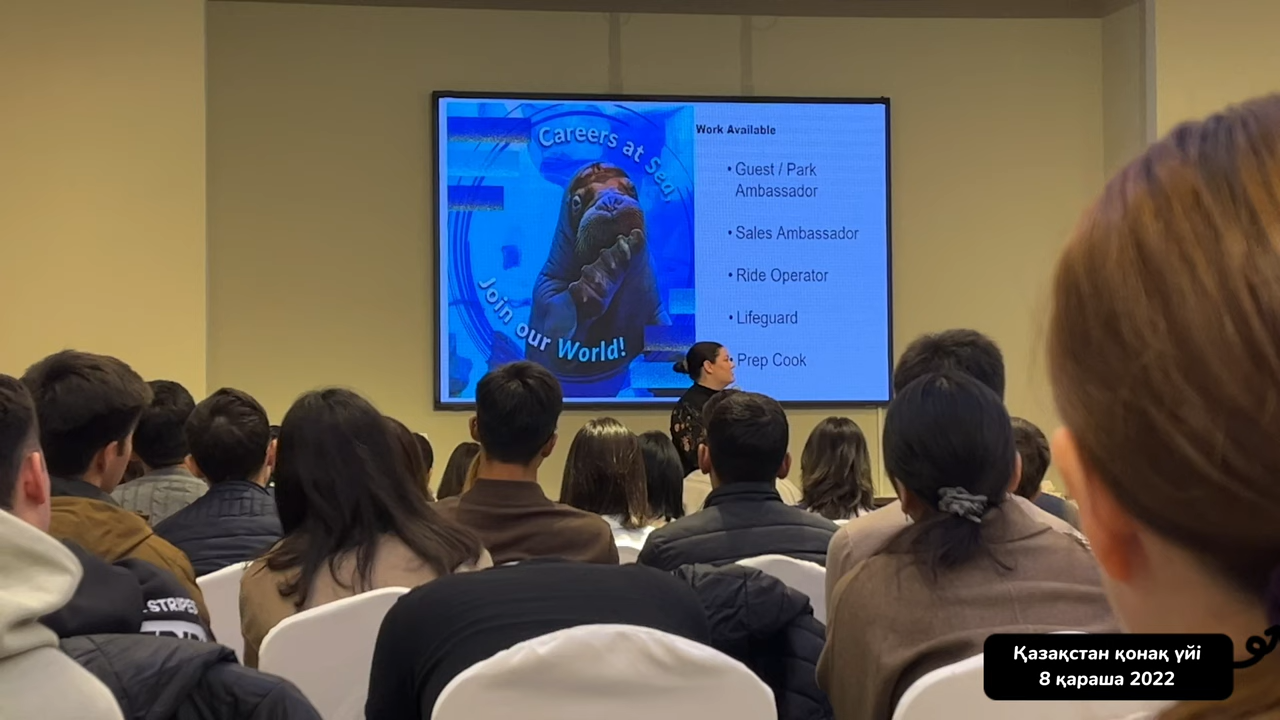 Careers at Sea,
Join our World!
Work Available
• Guest / Park
Ambassador
• Sales Ambassador
• Ride Operator
• Lifeguard
• Prep Cook
STRIPES
Қазақстан қонақ үйі
8 қараша 2022